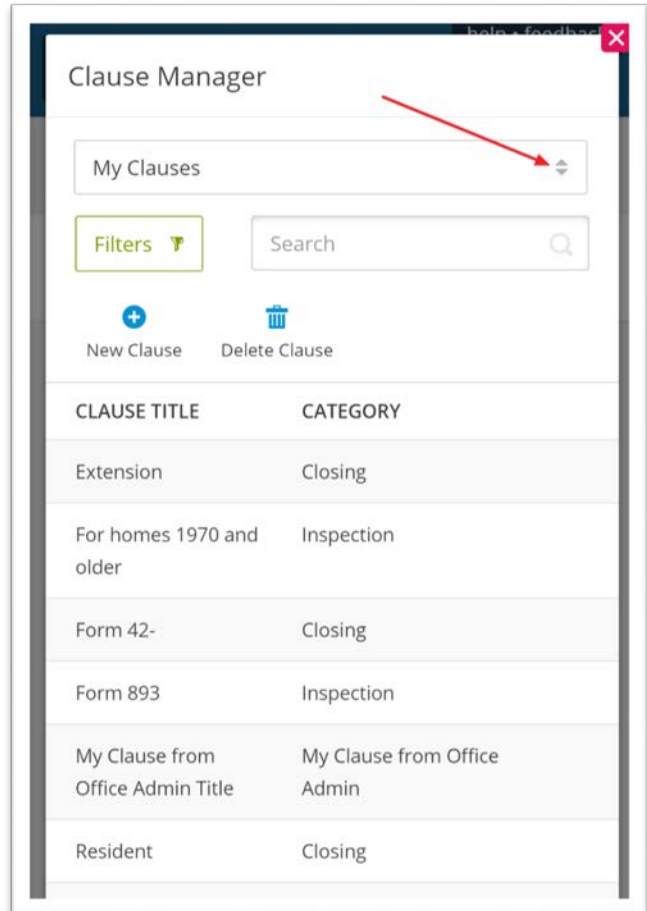 help • feedbac
Clause Manager
My Clauses
Filters
Search
New Clause Delete Clause
CLAUSE TITLE CATEGORY
Extension Closing
For homes 1970 and Inspection
older
Form 42- Closing
Form 893 Inspection
My Clause from My Clause from Office
Office Admin Title Admin
Resident Closing